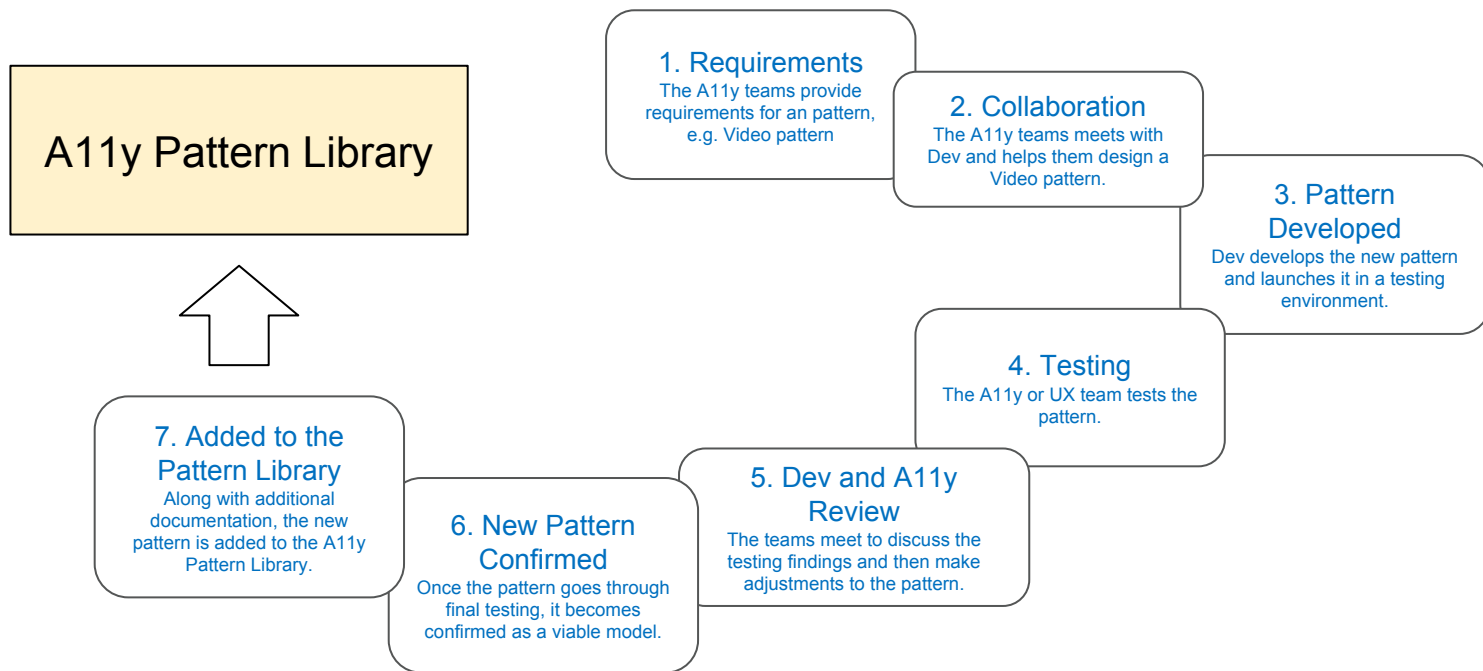 A11y Pattern Library
1. Requirements
The A11y teams provide
requirements for an pattern,
e.g. Video pattern
2. Collaboration
The A11y teams meets with
Dev and helps them design a
Video pattern.
3. Pattern
Developed
Dev develops the new pattern
and launches it in a testing
environment.
4. Testing
The A11y or UX team tests the
pattern.
5. Dev and A11y
Review
The teams meet to discuss the
testing findings and then make
adjustments to the pattern.
6. New Pattern
Confirmed
Once the pattern goes through
final testing, it becomes
confirmed as a viable model.
7. Added to the
Pattern Library
Along with additional
documentation, the new
pattern is added to the A11y
Pattern Library.